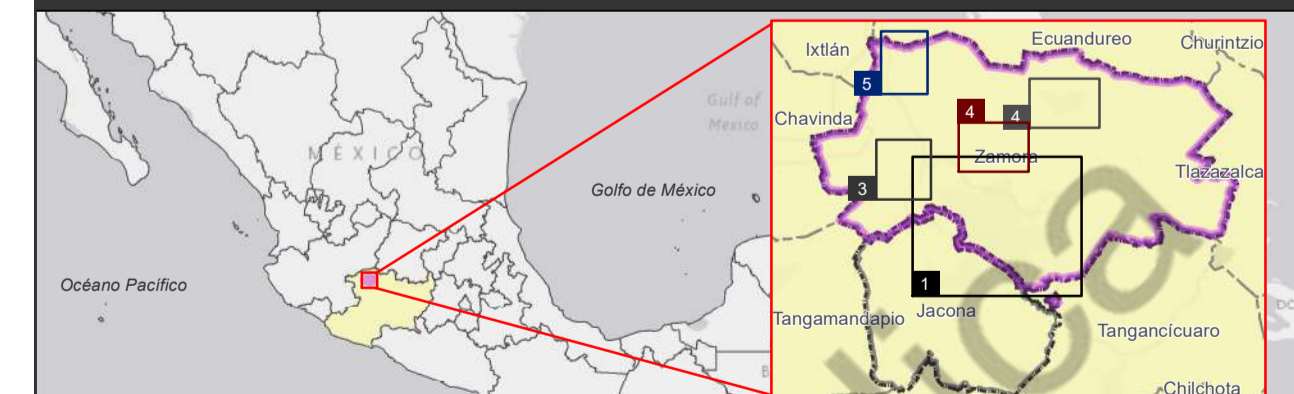 Ixtlán
Ecuandureo
Churintzio
5
Gulf of
Mexico
4
4
Chavinda
MÉXICO
Zamora
Tlazazalca
Golfo de México
3
Océano Pacífico
1
Jacona
Tangamandapio
Tangancícuaro
Chilchota